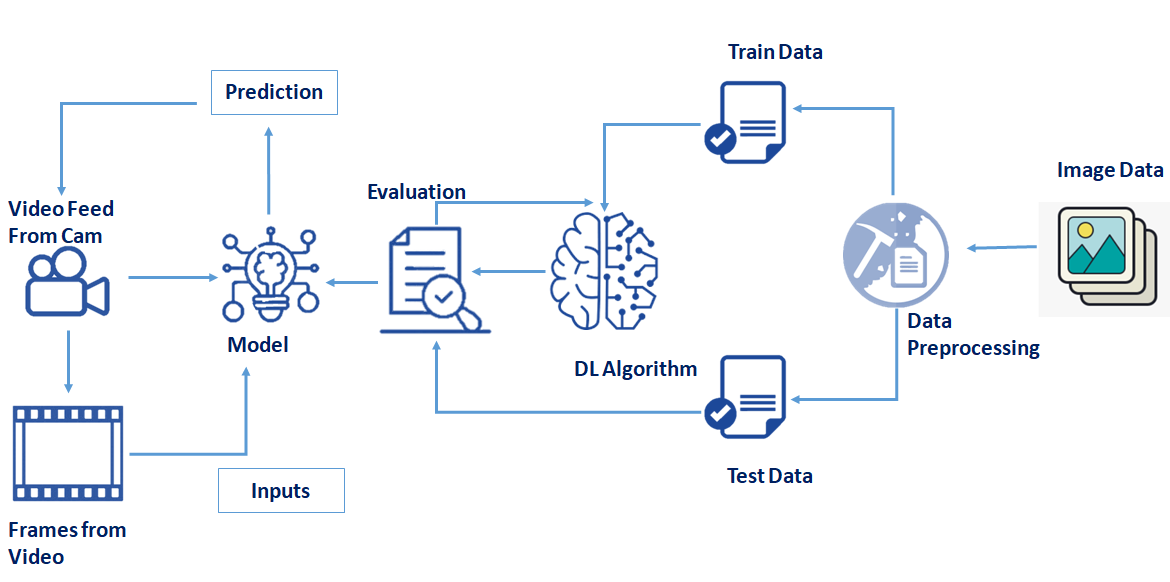 Train Data
Prediction
Image Data
Evaluation
Video Feed
From Cam
Data
Preprocessing
Model
DL Algorithm
Test Data
Inputs
Frames from
Video